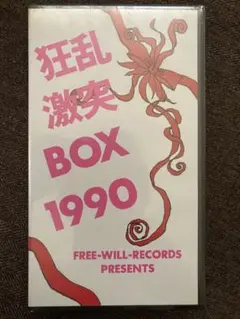 狂乱
激突
BOX
1990
FREE-WILL-RECORDS
PRESENTS